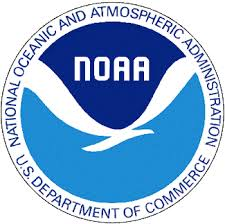 NATIONAL OCEANIC AND ATMOSPHERIC ADMINISTRATION
NOAA
U.S. DEPARTMENT OF COMMERCE